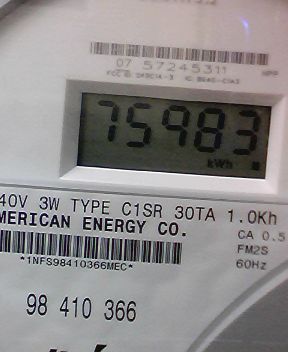 07 57245311
75983
kWh
40V 3W TYPE C1SR 30TA 1.0Kh
MERICAN ENERGY CO.
CA 0.5
FM2S
*1NFS98410366MEC*
60Hz
98 410 366